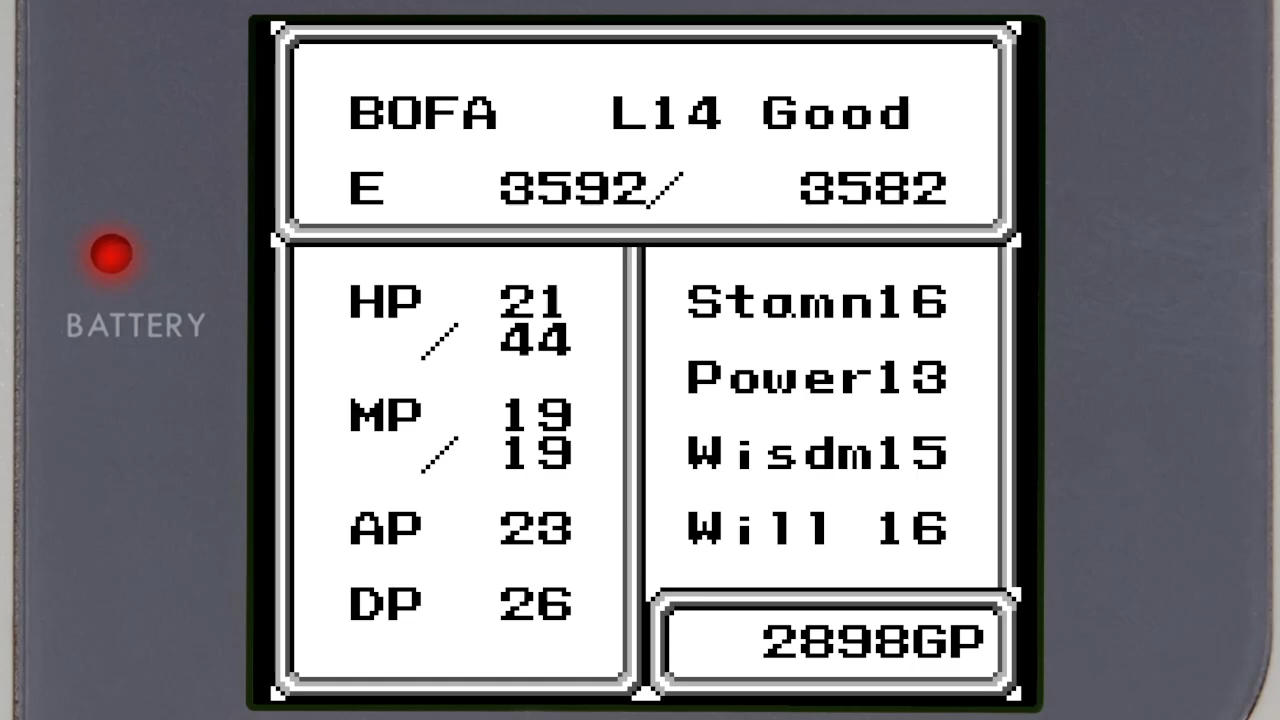 BOFA L14 Good
E 3592/ 3582
HP 21
/ 44
MP 19
/ 19
AP 23
DP 26
Stamn16
Power13
Wisdm15
Will 16
2898GP
BATTERY